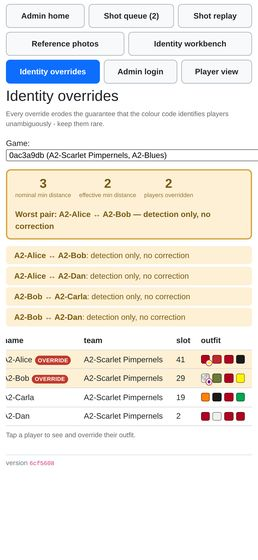 Admin home
Shot queue (2)
Shot replay
Reference photos
Identity workbench
Identity overrides
Admin login
Player view
Identity overrides
Every override erodes the guarantee that the colour code identifies players
unambiguously - keep them rare.
Game:
0ac3a9db (A2-Scarlet Pimpernels, A2-Blues)
3 2 2
nominal min distance effective min distance players overridden
Worst pair: A2-Alice ↔ A2-Bob — detection only, no
correction
A2-Alice ↔ A2-Bob: detection only, no correction
A2-Alice ↔ A2-Dan: detection only, no correction
A2-Bob ↔ A2-Carla: detection only, no correction
A2-Bob ↔ A2-Dan: detection only, no correction
name team slot outfit
A2-Alice OVERRIDE A2-Scarlet Pimpernels 41
A2-Bob OVERRIDE A2-Scarlet Pimpernels 29
A2-Carla A2-Scarlet Pimpernels 19
A2-Dan A2-Scarlet Pimpernels 2
Tap a player to see and override their outfit.
version 6cf5608